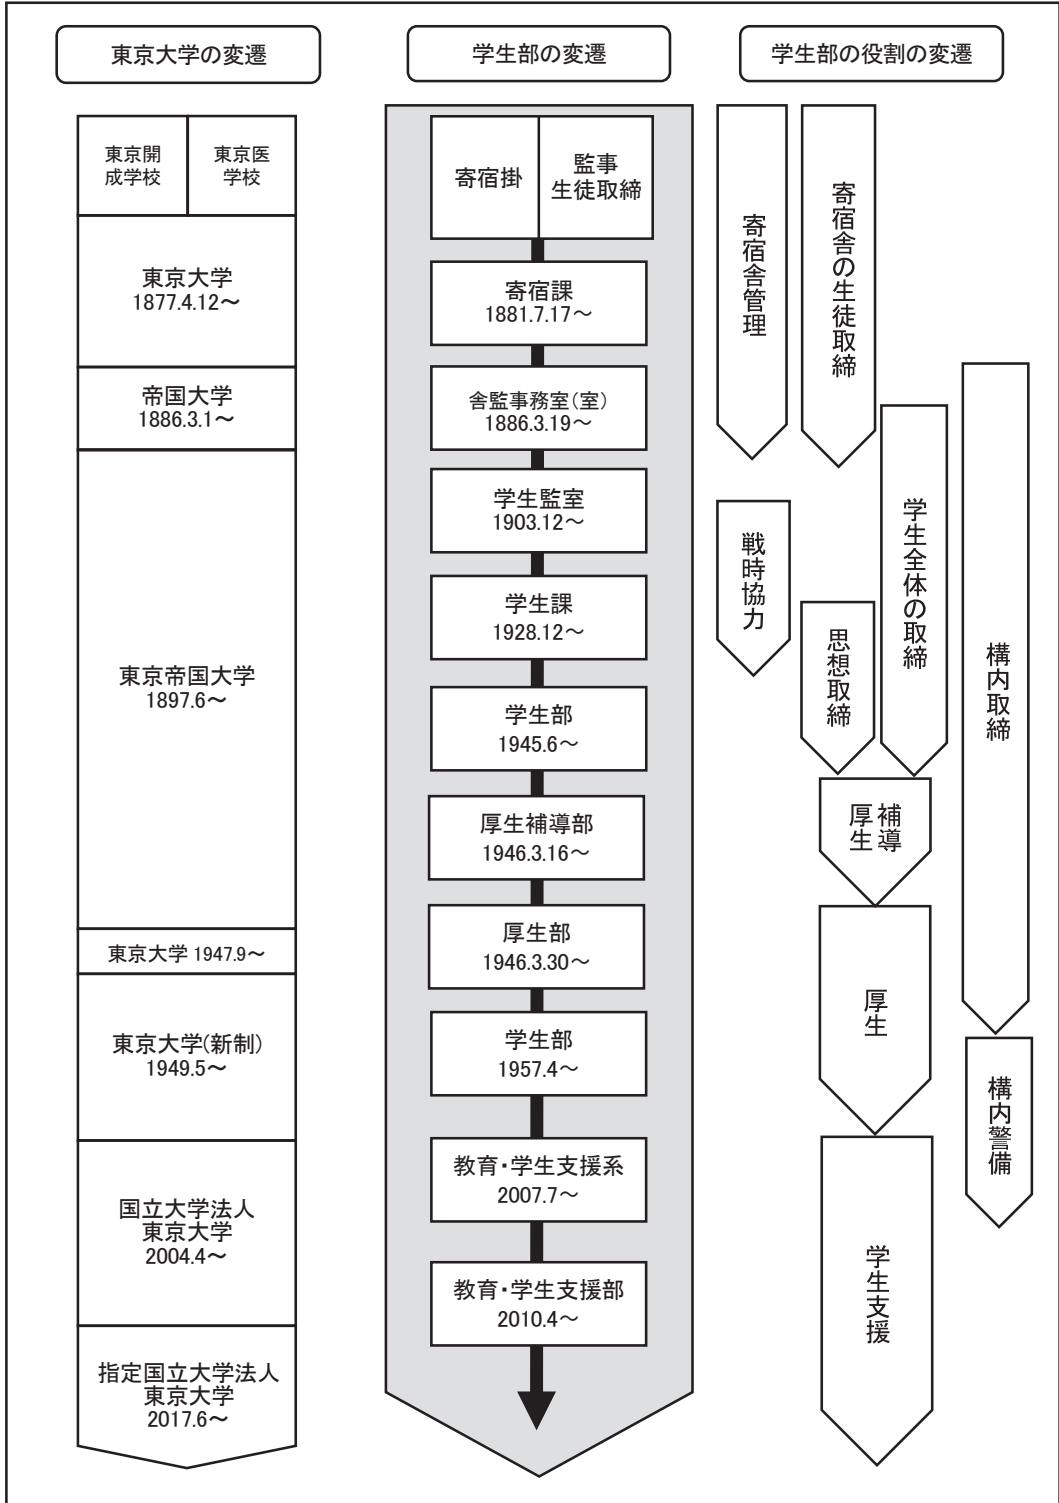 東京大学の変遷
東京開
成学校
東京医
学校
東京大学
1877.4.12～
帝国大学
1886.3.1～
東京帝国大学
1897.6～
東京大学 1947.9～
東京大学(新制)
1949.5～
国立大学法人
東京大学
2004.4～
指定国立大学法人
東京大学
2017.6～
学生部の変遷
寄宿掛
監事
生徒取締
寄宿課
1881.7.17～
舎監事務室(室)
1886.3.19～
学生監室
1903.12～
学生課
1928.12～
学生部
1945.6～
厚生補導部
1946.3.16～
厚生部
1946.3.30～
学生部
1957.4～
教育・学生支援系
2007.7～
教育・学生支援部
2010.4～
学生部の役割の変遷
寄宿舎管理
寄宿舎の生徒取締
戦時協力
思想取締
学生全体の取締
構内取締
補導
厚生
厚生
構内警備
学生支援